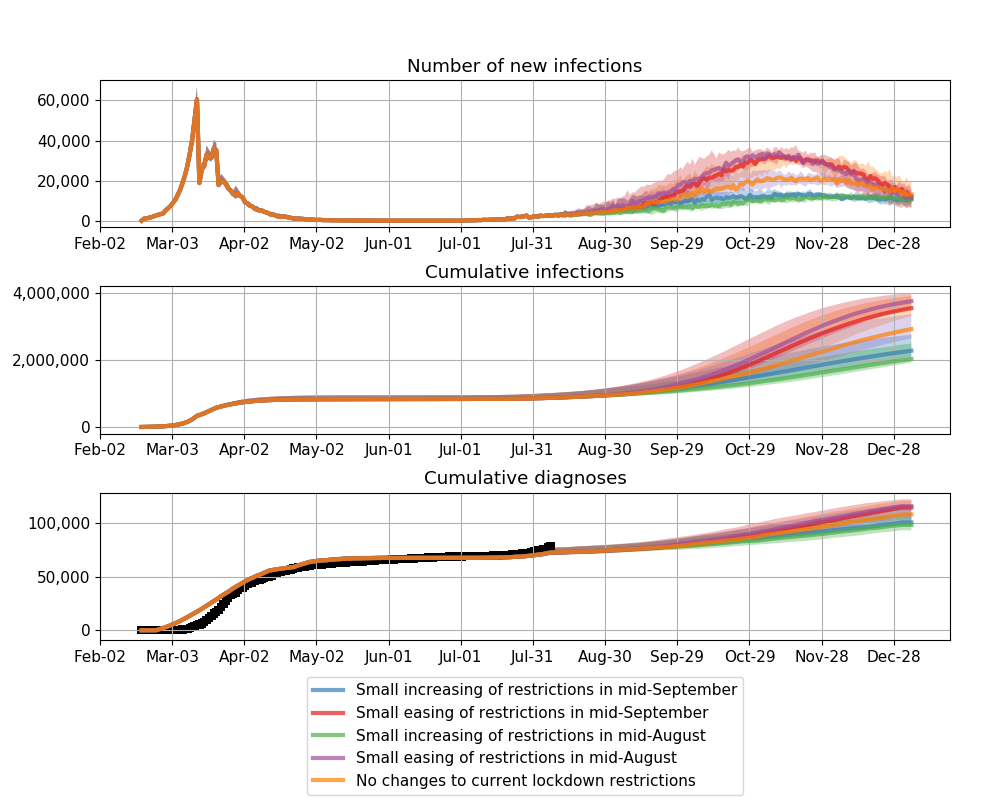 Number of new infections
60,000
40,000
20,000
0
Feb-02 Mar-03 Apr-02 May-02 Jun-01 Jul-01 Jul-31 Aug-30 Sep-29 Oct-29 Nov-28 Dec-28
Cumulative infections
4,000,000
2,000,000
0
Feb-02 Mar-03 Apr-02 May-02 Jun-01 Jul-01 Jul-31 Aug-30 Sep-29 Oct-29 Nov-28 Dec-28
Cumulative diagnoses
100,000
50,000
0
Feb-02 Mar-03 Apr-02 May-02 Jun-01 Jul-01 Jul-31 Aug-30 Sep-29 Oct-29 Nov-28 Dec-28
Small increasing of restrictions in mid-September
Small easing of restrictions in mid-September
Small increasing of restrictions in mid-August
Small easing of restrictions in mid-August
No changes to current lockdown restrictions